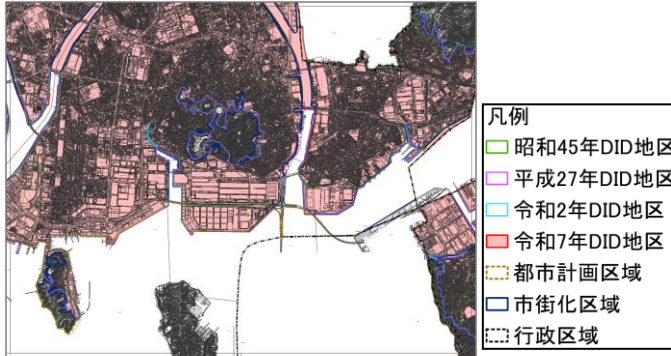 凡例
昭和45年DID地区
平成27年DID地区
令和2年DID地区
令和7年DID地区
都市計画区域
市街化区域
行政区域